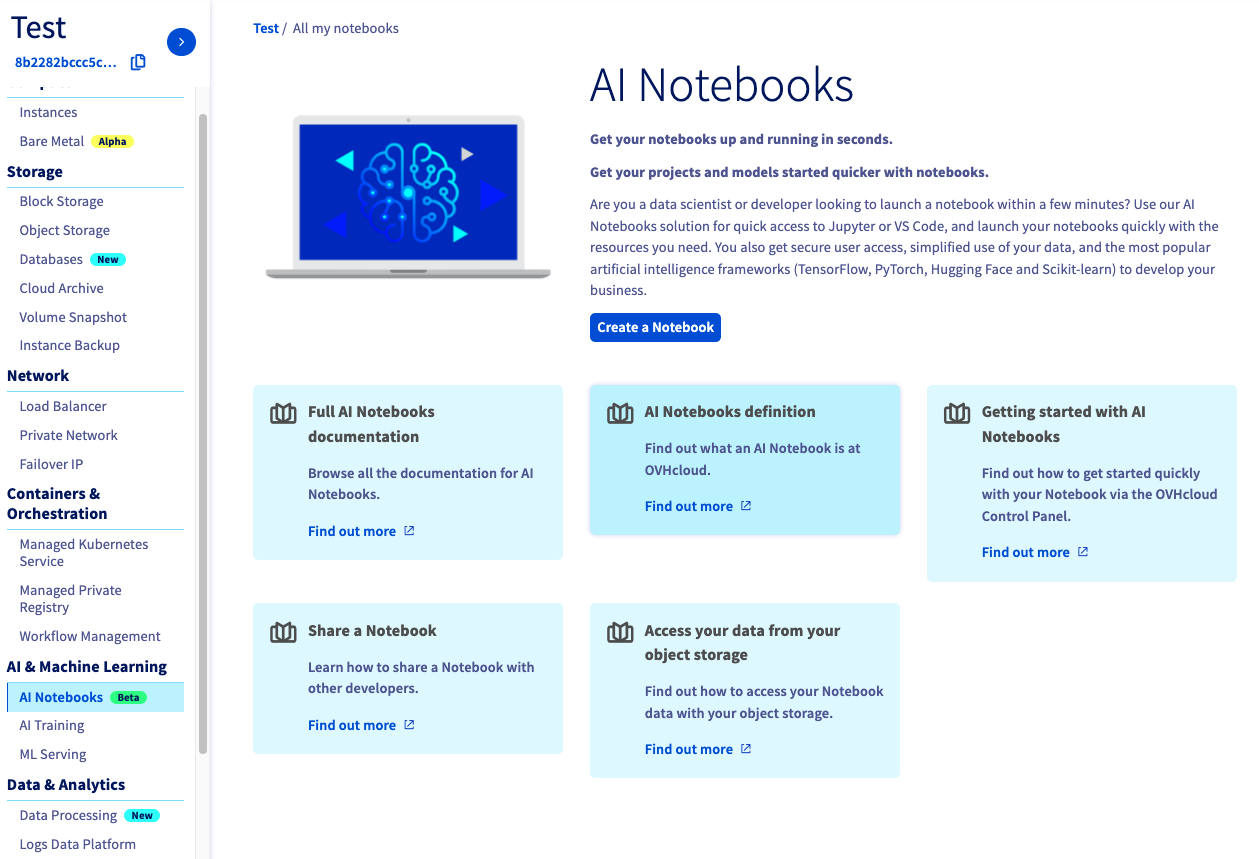 Test
8b2282bccc5c...
Instances
Bare Metal Alpha
Storage
Block Storage
Object Storage
Databases New
Cloud Archive
Volume Snapshot
Instance Backup
Network
Load Balancer
Private Network
Failover IP
Containers &
Orchestration
Managed Kubernetes
Service
Managed Private
Registry
Workflow Management
AI & Machine Learning
AI Notebooks Beta
AI Training
ML Serving
Data & Analytics
Data Processing New
Logs Data Platform
Test / All my notebooks
AI Notebooks
Get your notebooks up and running in seconds.
Get your projects and models started quicker with notebooks.
Are you a data scientist or developer looking to launch a notebook within a few minutes? Use our AI
Notebooks solution for quick access to Jupyter or VS Code, and launch your notebooks quickly with the
resources you need. You also get secure user access, simplified use of your data, and the most popular
artificial intelligence frameworks (TensorFlow, PyTorch, Hugging Face and Scikit-learn) to develop your
business.
Create a Notebook
Full AI Notebooks
documentation
Browse all the documentation for AI
Notebooks.
Find out more
AI Notebooks definition
Find out what an AI Notebook is at
OVHcloud.
Find out more
Getting started with AI
Notebooks
Find out how to get started quickly
with your Notebook via the OVHcloud
Control Panel.
Find out more
Share a Notebook
Learn how to share a Notebook with
other developers.
Find out more
Access your data from your
object storage
Find out how to access your Notebook
data with your object storage.
Find out more